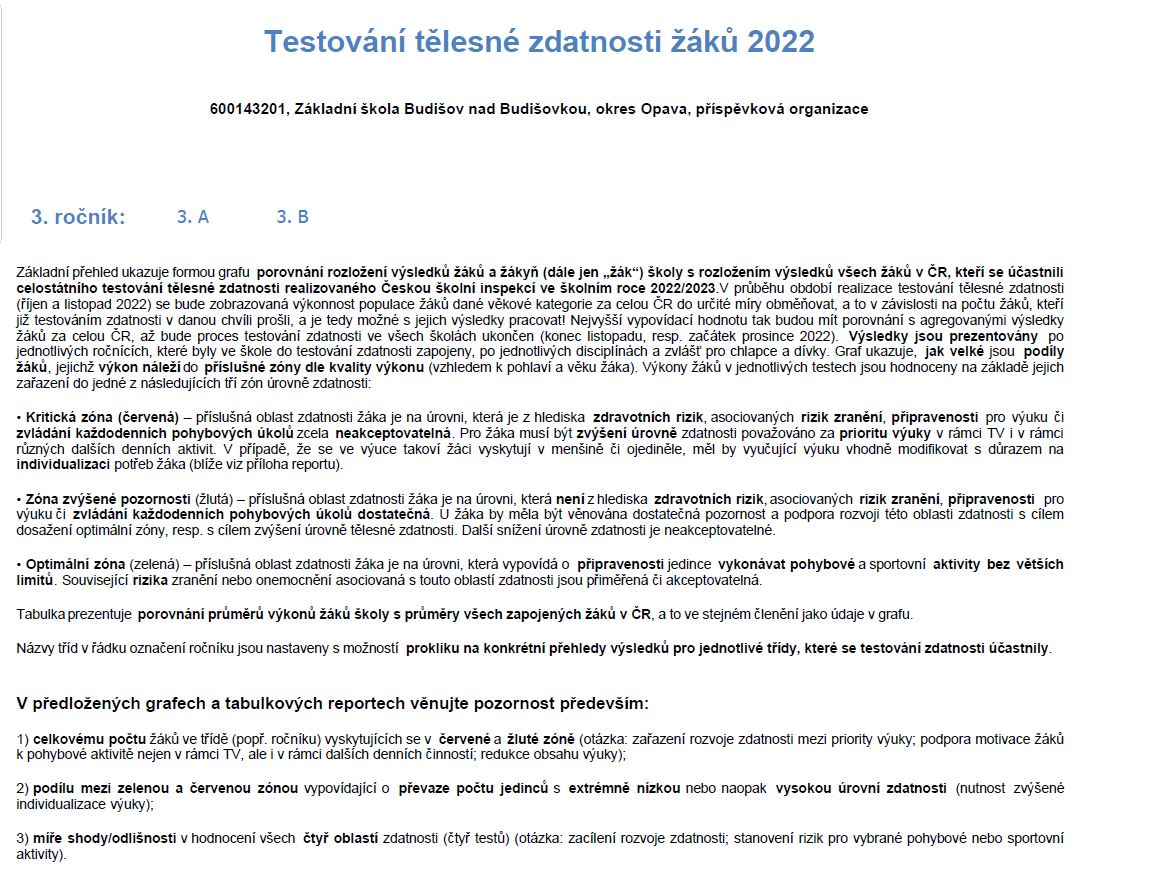 Testování tělesné zdatnosti žáků 2022
600143201, Základní škola Budišov nad Budišovkou, okres Opava, příspěvková organizace
3. ročník: 3. A 3. B
Základní přehled ukazuje formou grafu porovnání rozložení výsledků žáků a žákyň (dále jen „žák“) školy s rozložením výsledků všech žáků v ČR, kteří se účastnili
celostátního testování tělesné zdatnosti realizovaného Českou školní inspekcí ve školním roce 2022/2023.V průběhu období realizace testování tělesné zdatnosti
(říjen a listopad 2022) se bude zobrazovaná výkonnost populace žáků dané věkové kategorie za celou ČR do určité míry obměňovat, a to v závislosti na počtu žáků, kteří
již testováním zdatnosti v danou chvíli prošli, a je tedy možné s jejich výsledky pracovat! Nejvyšší vypovídací hodnotu tak budou mít porovnání s agregovanými výsledky
žáků za celou ČR, až bude proces testování zdatnosti ve všech školách ukončen (konec listopadu, resp. začátek prosince 2022). Výsledky jsou prezentovány po
jednotlivých ročnících, které byly ve škole do testování zdatnosti zapojeny, po jednotlivých disciplínách a zvlášť pro chlapce a dívky. Graf ukazuje, jak velké jsou podíly
žáků, jejichž výkon náleží do příslušné zóny dle kvality výkonu (vzhledem k pohlaví a věku žáka). Výkony žáků v jednotlivých testech jsou hodnoceny na základě jejich
zařazení do jedné z následujících tří zón úrovně zdatnosti:
• Kritická zóna (červená) – příslušná oblast zdatnosti žáka je na úrovni, která je z hlediska zdravotních rizik, asociovaných rizik zranění, připravenosti pro výuku či
zvládání každodenních pohybových úkolů zcela neakceptovatelná. Pro žáka musí být zvýšení úrovně zdatnosti považováno za prioritu výuky v rámci TV i v rámci
různých dalších denních aktivit. V případě, že se ve výuce takoví žáci vyskytují v menšině či ojediněle, měl by vyučující výuku vhodně modifikovat s důrazem na
individualizaci potřeb žáka (blíže viz příloha reportu).
• Zóna zvýšené pozornosti (žlutá) – příslušná oblast zdatnosti žáka je na úrovni, která není z hlediska zdravotních rizik, asociovaných rizik zranění, připravenosti pro
výuku či zvládání každodenních pohybových úkolů dostatečná. U žáka by měla být věnována dostatečná pozornost a podpora rozvoji této oblasti zdatnosti s cílem
dosažení optimální zóny, resp. s cílem zvýšení úrovně tělesné zdatnosti. Další snížení úrovně zdatnosti je neakceptovatelné.
• Optimální zóna (zelená) – příslušná oblast zdatnosti žáka je na úrovni, která vypovídá o připravenosti jedince vykonávat pohybové a sportovní aktivity bez větších
limitů. Související rizika zranění nebo onemocnění asociovaná s touto oblastí zdatnosti jsou přiměřená či akceptovatelná.
Tabulka prezentuje porovnání průměrů výkonů žáků školy s průměry všech zapojených žáků v ČR, a to ve stejném členění jako údaje v grafu.
Názvy tříd v řádku označení ročníku jsou nastaveny s možností prokliku na konkrétní přehledy výsledků pro jednotlivé třídy, které se testování zdatnosti účastnily.
V předložených grafech a tabulkových reportech věnujte pozornost především:
1) celkovému počtu žáků ve třídě (popř. ročníku) vyskytujících se v červené a žluté zóně (otázka: zařazení rozvoje zdatnosti mezi priority výuky; podpora motivace žáků
k pohybové aktivitě nejen v rámci TV, ale i v rámci dalších denních činností; redukce obsahu výuky);
2) podílu mezi zelenou a červenou zónou vypovídající o převaze počtu jedinců s extrémně nízkou nebo naopak vysokou úrovní zdatnosti (nutnost zvýšené
individualizace výuky);
3) míře shody/odlišnosti v hodnocení všech čtyř oblastí zdatnosti (čtyř testů) (otázka: zacílení rozvoje zdatnosti; stanovení rizik pro vybrané pohybové nebo sportovní
aktivity).